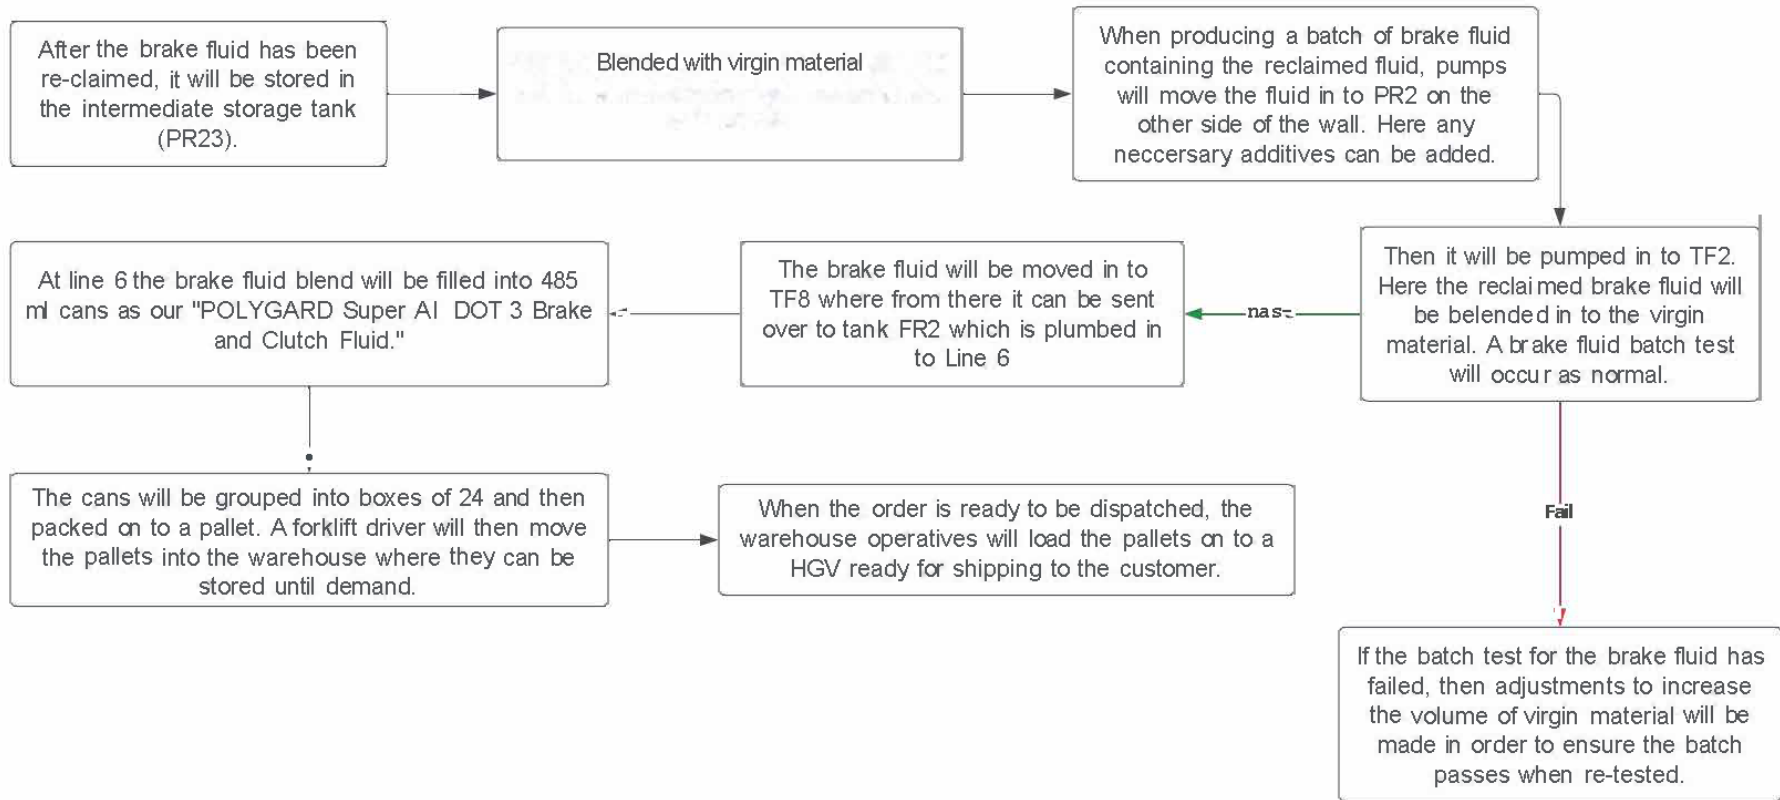 After the brake fluid has been
re-claimed, it will be stored in
the intermediate storage tank
(PR23).
Blended with virgin material
When producing a batch of brake fluid
containing the reclaimed fluid, pumps
will move the fluid in to PR2 on the
other side of the wall. Here any
neccersary additives can be added.
Then it will be pumped in to TF2.
Here the reclaimed brake fluid will
be belended in to the virgin
material. A brake fluid batch test
will occur as normal.
The brake fluid will be moved in to
TF8 where from there it can be sent
over to tank FR2 which is plumbed in
to Line 6
At line 6 the brake fluid blend will be filled into 485
ml cans as our "POLYGARD Super AI DOT 3 Brake
and Clutch Fluid."
The cans will be grouped into boxes of 24 and then
packed on to a pallet. A forklift driver will then move
the pallets into the warehouse where they can be
stored until demand.
When the order is ready to be dispatched, the
warehouse operatives will load the pallets on to a
HGV ready for shipping to the customer.
Fail
If the batch test for the brake fluid has
failed, then adjustments to increase
the volume of virgin material will be
made in order to ensure the batch
passes when re-tested.